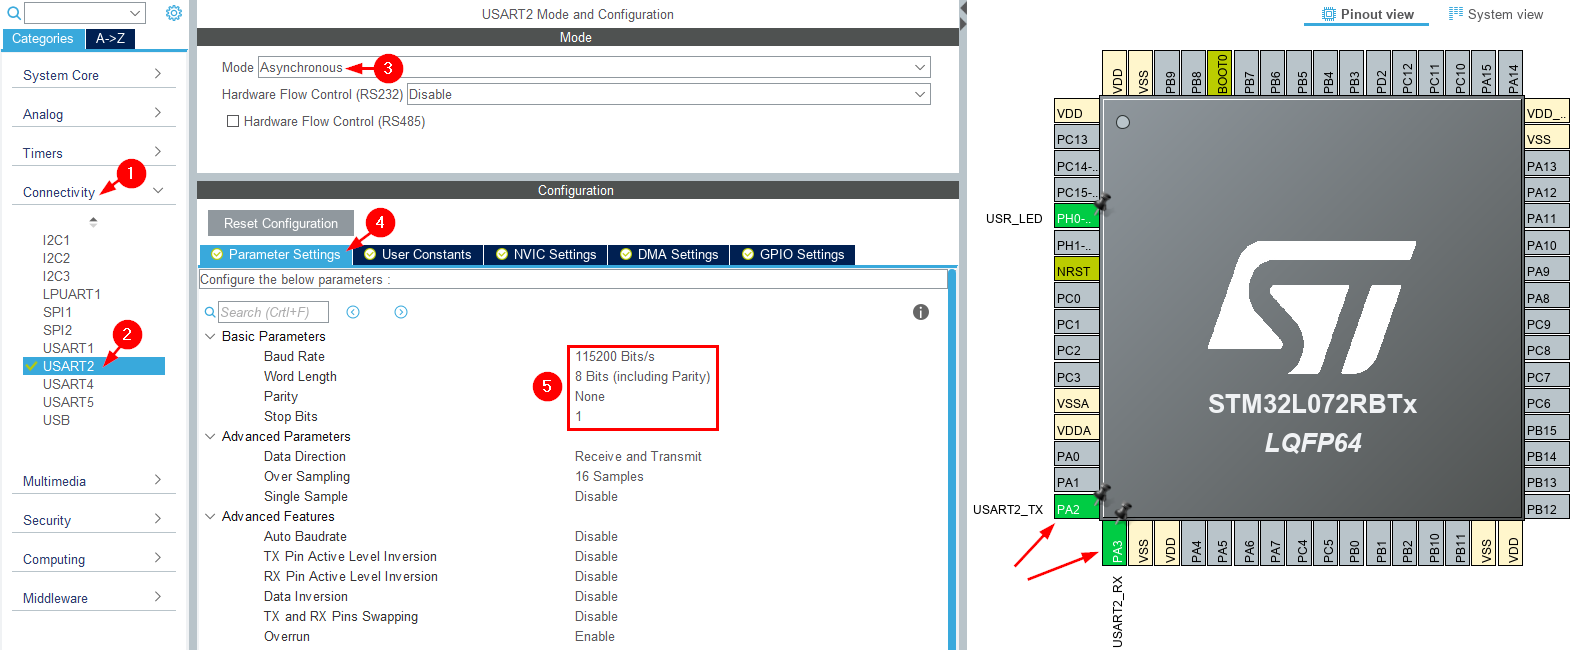 Categories
A->Z
System Core
Analog
Timers
1
Connectivity
I2C1
I2C2
I2C3
LPUART1
SPI1
SPI2
2
USART1
USART2
USART4
USART5
USB
Multimedia
Security
Computing
Middleware
USART2 Mode and Configuration
Mode
Mode Asynchronous
3
Hardware Flow Control (RS232) Disable
Hardware Flow Control (RS485)
Configuration
Reset Configuration
4
Parameter Settings
User Constants
NVIC Settings
DMA Settings
GPIO Settings
Configure the below parameters :
Search (CrtI+F)
i
Basic Parameters
Baud Rate 115200 Bits/s
Word Length 8 Bits (including Parity)
5
Parity None
Stop Bits 1
Advanced Parameters
Data Direction Receive and Transmit
Over Sampling 16 Samples
Single Sample Disable
Advanced Features
Auto Baudrate Disable
TX Pin Active Level Inversion Disable
RX Pin Active Level Inversion Disable
Data Inversion Disable
TX and RX Pins Swapping Disable
Overrun Enable
Pinout view
System view
VDD
VSS
PB9
PB8
BOOT0
PB7
PB6
PB5
PB4
PB3
PD2
PC12
PC11
PC10
PA15
PA14
VDD
PC13
PC14-..
PC15-..
USR_LED
PH0-..
PH1-..
NRST
PC0
PC1
PC2
PC3
VSSA
VDDA
PA0
PA1
USART2_TX
PA2
ST
STM32L072RBTx
LQFP64
VDD_..
VSS
PA13
PA12
PA11
PA10
PA9
PA8
PC9
PC8
PC7
PC6
PB15
PB14
PB13
PB12
PA3
VSS
VDD
PA4
PA5
PA6
PA7
PC4
PC5
PB0
PB1
PB2
PB10
PB11
VSS
VDD
USART2_RX